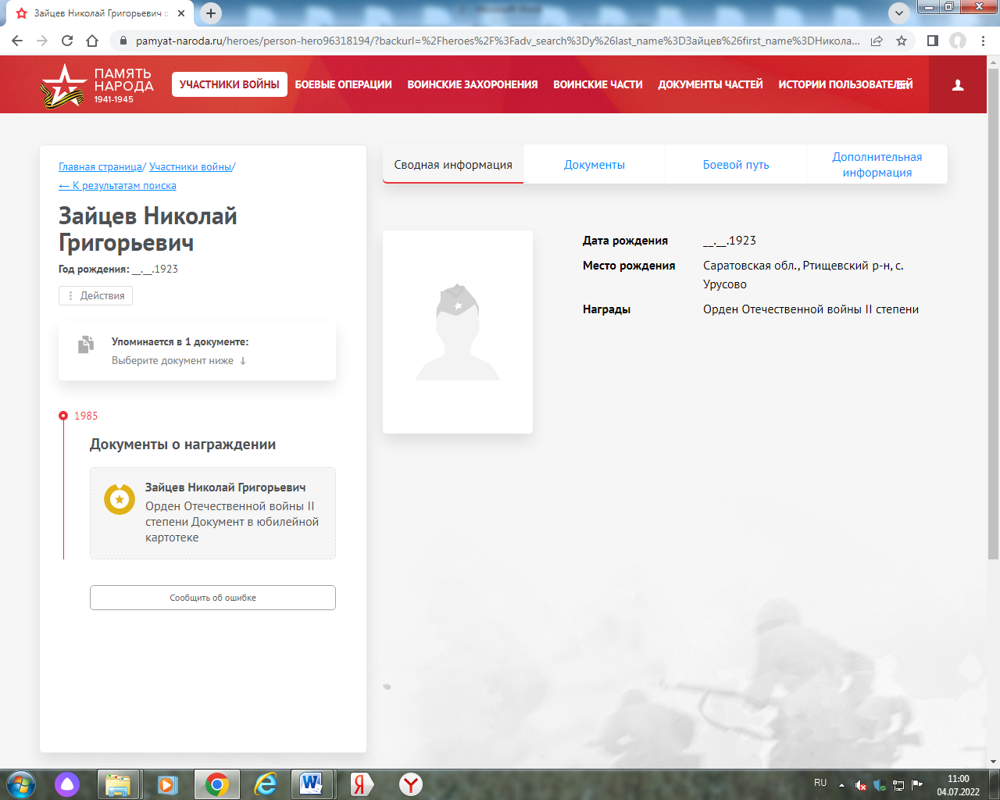 Зайцев Николай Григорьевич :
pamyat-naroda.ru/heroes/person-hero96318194/?backurl=%2Fheroes%2F%3Fadv_search%3Dy%26last_name%3DЗайцев%26first_name%3DНикола...
ПАМЯТЬ
НАРОДА
1941-1945
УЧАСТНИКИ ВОЙНЫ БОЕВЫЕ ОПЕРАЦИИ ВОИНСКИЕ ЗАХОРОНЕНИЯ ВОИНСКИЕ ЧАСТИ ДОКУМЕНТЫ ЧАСТЕЙ ИСТОРИИ ПОЛЬЗОВАТЕЛЕЙ En
Главная страница/ Участники войны/
← К результатам поиска
Зайцев Николай
Григорьевич
Год рождения: __.__.1923
Действия
Упоминается в 1 документе:
Выберите документ ниже ↓
1985
Документы о награждении
Зайцев Николай Григорьевич
Орден Отечественной войны II
степени Документ в юбилейной
картотеке
Сообщить об ошибке
Сводная информация
Документы
Боевой путь
Дополнительная
информация
Дата рождения __.__.1923
Место рождения Саратовская обл., Ртищевский р-н, с.
Урусово
Награды Орден Отечественной войны II степени
RU
11:00
04.07.2022